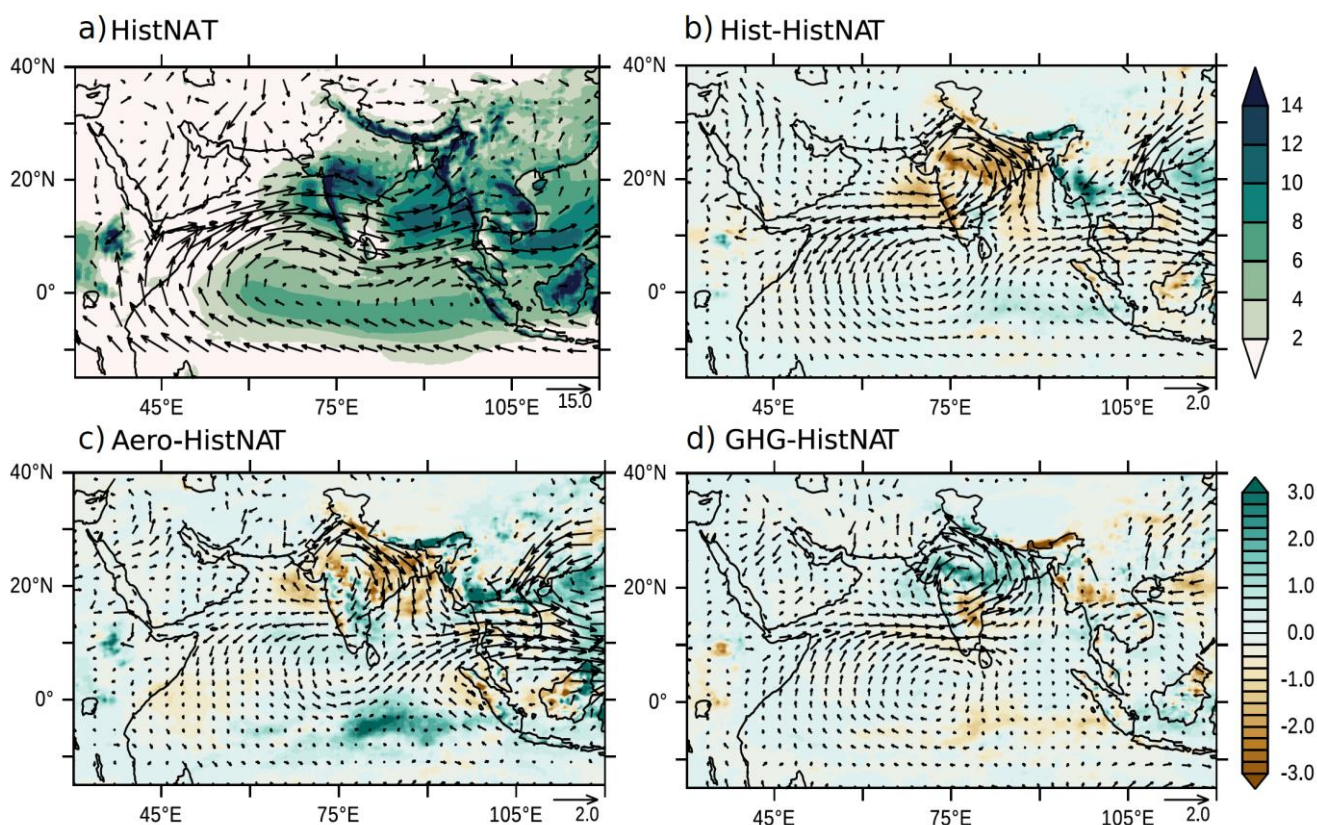 a) HistNAT
b) Hist-HistNAT
40°N
20°N
0°
45°E
75°E
105°E
15.0
40°N
20°N
0°
45°E
75°E
105°E
2.0
14
12
10
8
6
4
2
c) Aero-HistNAT
d) GHG-HistNAT
40°N
20°N
0°
45°E
75°E
105°E
2.0
40°N
20°N
0°
45°E
75°E
105°E
2.0
3.0
2.0
1.0
0.0
-1.0
-2.0
-3.0